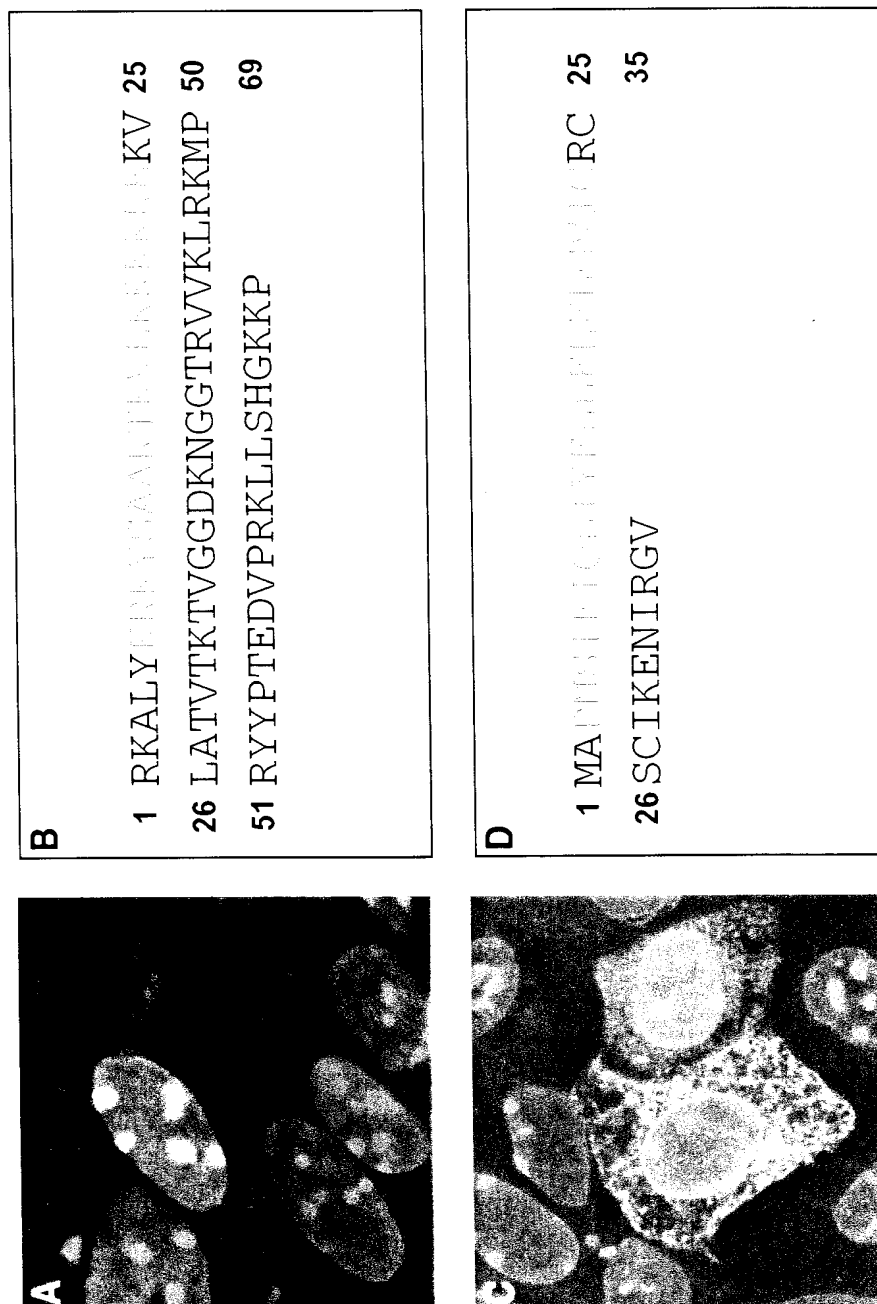 A
B
1 RKALY KV 25
26 LATVTKTVGGDKNGGTRVVKLRKMP 50
51 RYYPTEDVPRKLLSHGKKP 69
C
D
1 MA RC 25
26 SCIKENIRGV 35